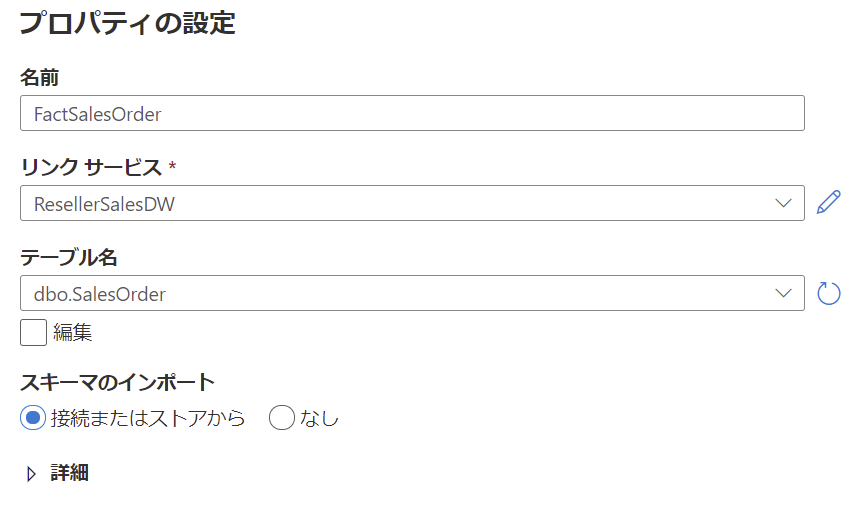 プロパティの設定
名前
FactSalesOrder
リンク サービス *
ResellerSalesDW
テーブル名
dbo.SalesOrder
編集
スキーマのインポート
接続またはストアから なし
詳細